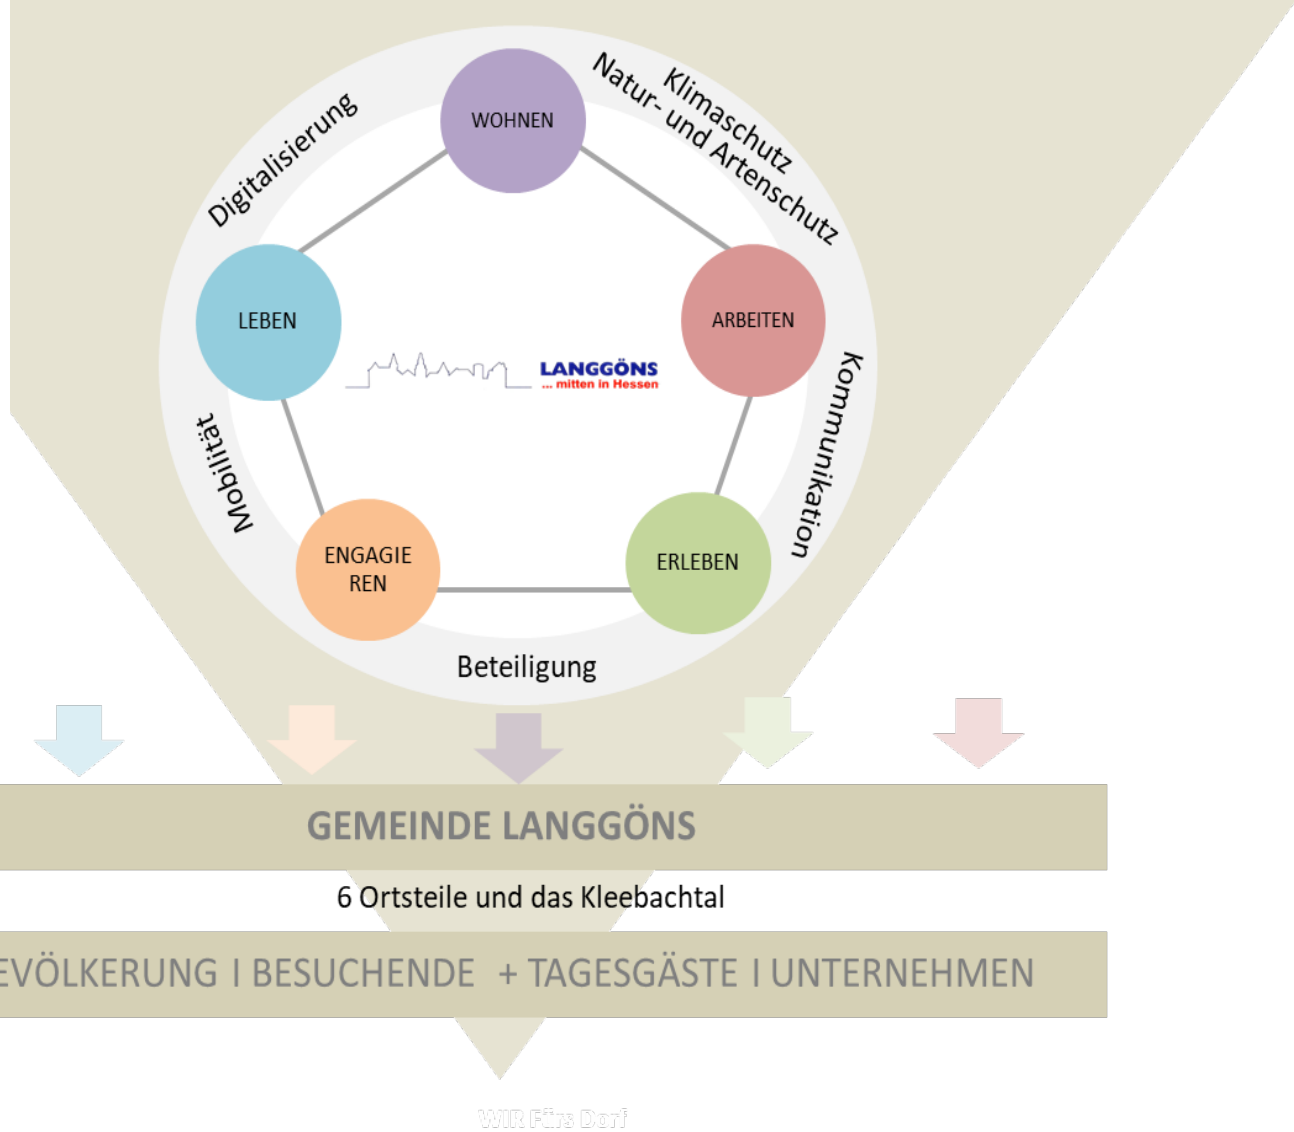 Klimaschutz
Natur- und Artenschutz
Digitalisierung
WOHNEN
LEBEN
ARBEITEN
LANGGÖNS
... mitten in Hessen
Kommunikation
Mobilität
ENGAGIE
REN
ERLEBEN
Beteiligung
GEMEINDE LANGGÖNS
6 Ortsteile und das Kleebachtal
EVÖLKERUNG I BESUCHENDE + TAGESGÄSTE I UNTERNEHMEN
WIR Fürs Dorf